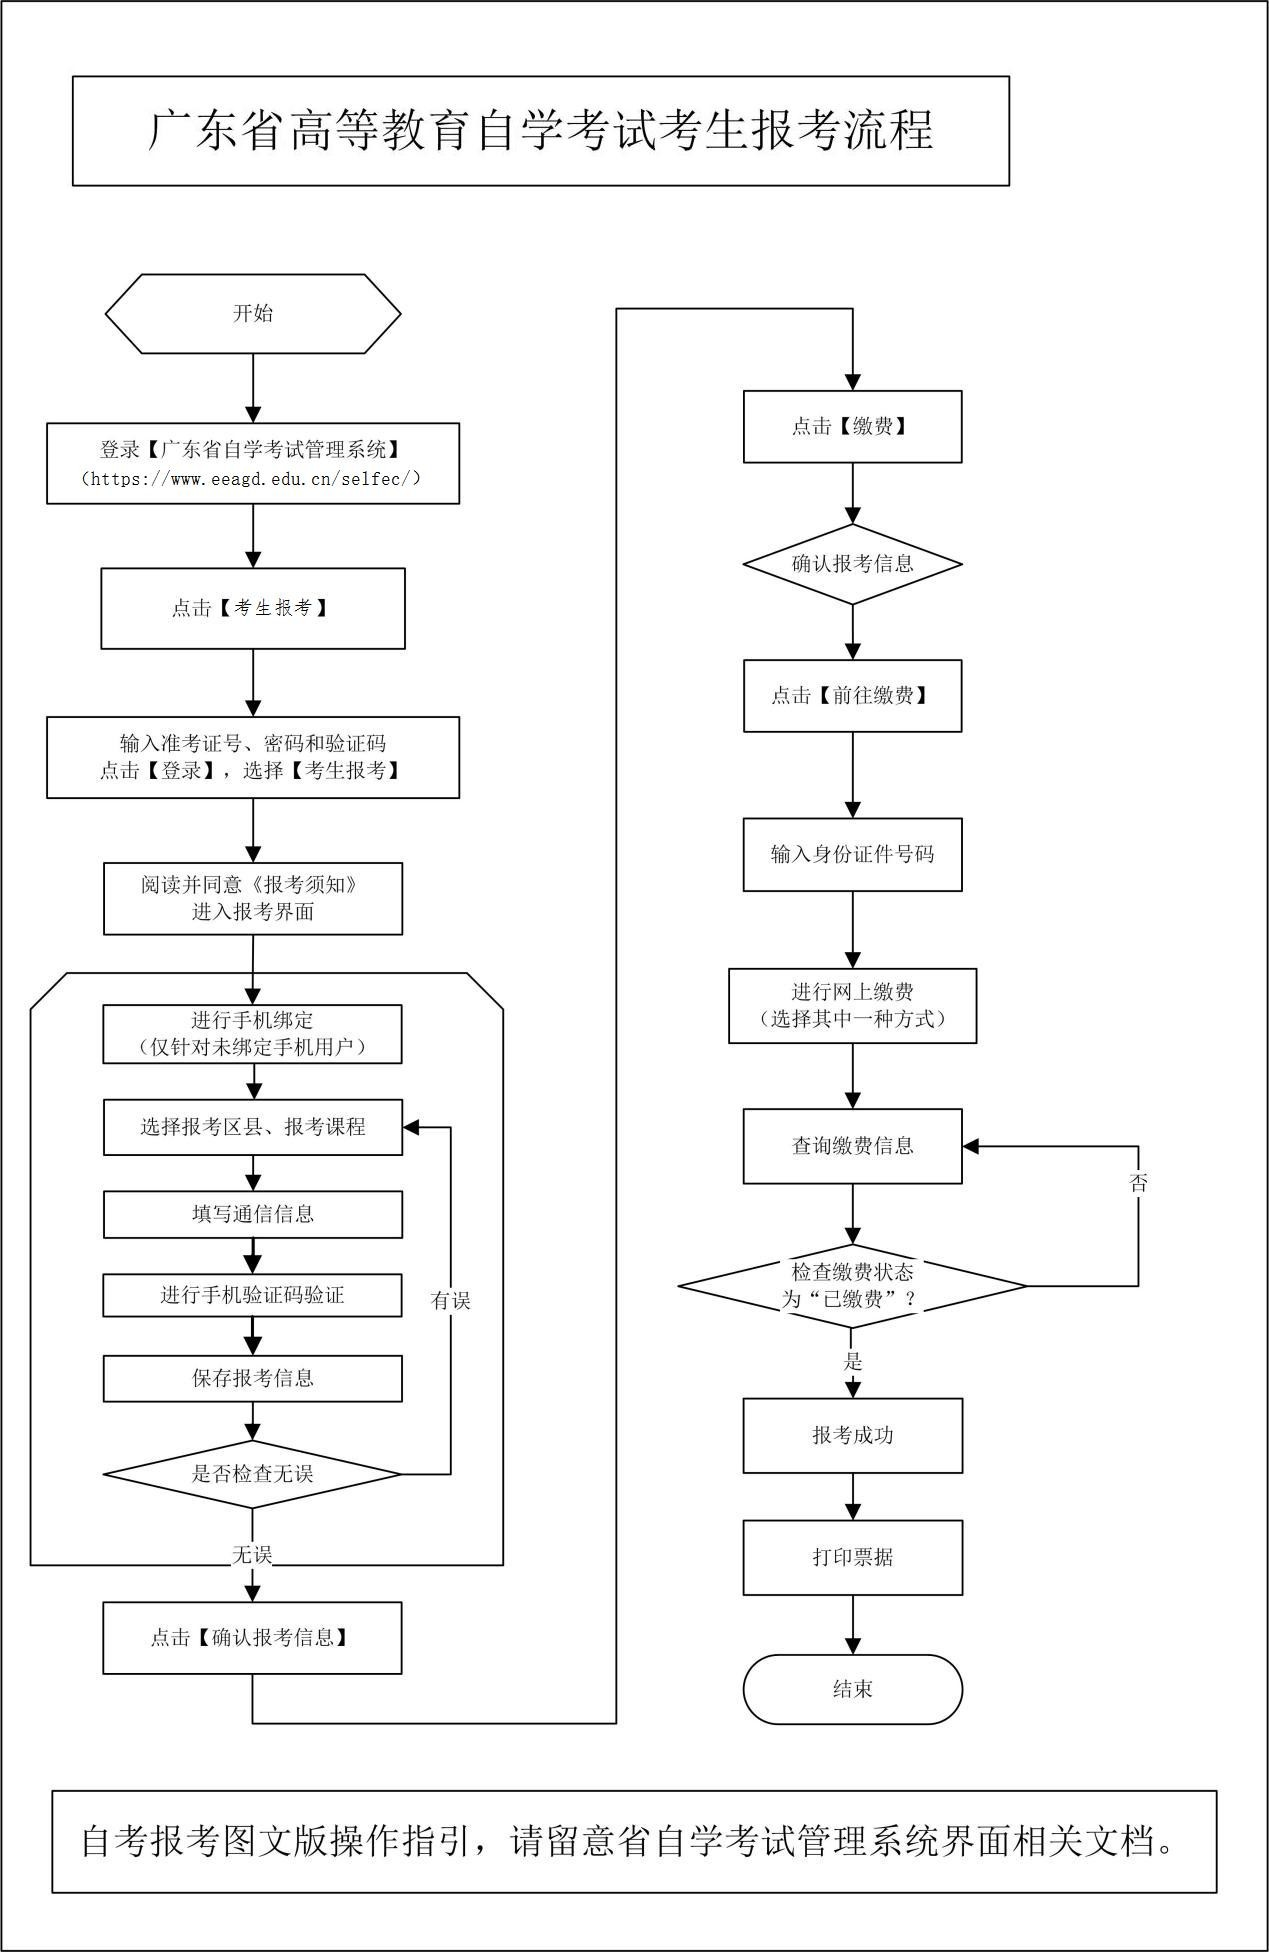 广东省高等教育自学考试考生报考流程
开始
登录【广东省自学考试管理系统】
（https://www.eeagd.edu.cn/selfec/）
点击【考生报考】
输入准考证号、密码和验证码
点击【登录】，选择【考生报考】
阅读并同意《报考须知》
进入报考界面
进行手机绑定
（仅针对未绑定手机用户）
选择报考区县、报考课程
填写通信信息
进行手机验证码验证
有误
保存报考信息
是否检查无误
无误
点击【确认报考信息】
点击【缴费】
确认报考信息
点击【前往缴费】
输入身份证件号码
进行网上缴费
（选择其中一种方式）
查询缴费信息
否
检查缴费状态
为“已缴费”？
是
报考成功
打印票据
结束
自考报考图文版操作指引，请留意省自学考试管理系统界面相关文档。